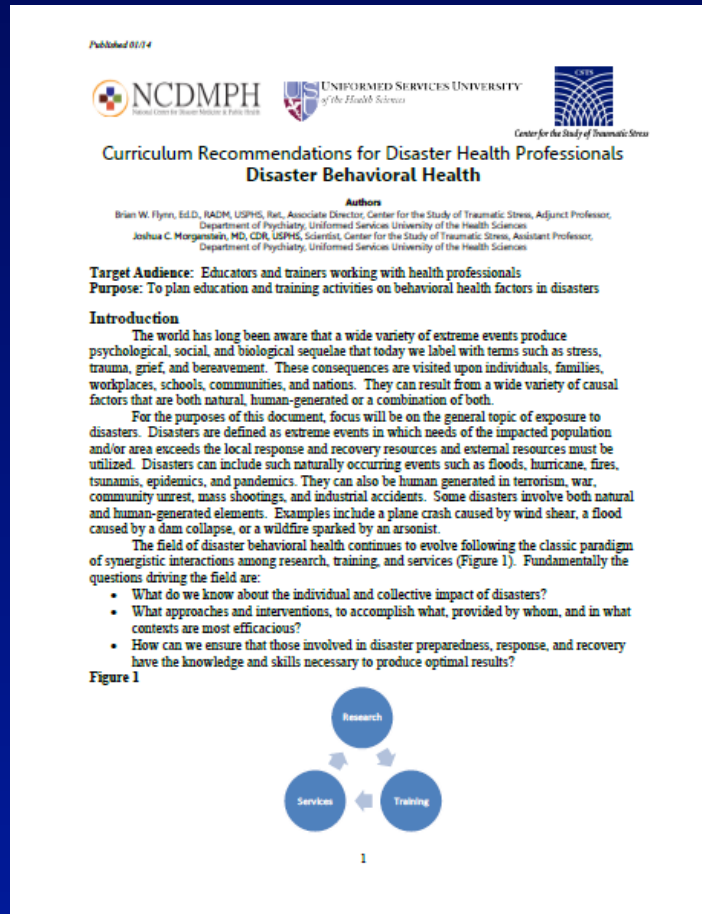 Published 01/14
NCDMPH
National Center for Disaster Medicine & Public Health
UNIFORMED SERVICES UNIVERSITY
of the Health Sciences
CSTS
Center for the Study of Traumatic Stress
Curriculum Recommendations for Disaster Health Professionals
Disaster Behavioral Health
Authors
Brian W. Flynn, Ed.D., RADM, USPHS, Ret., Associate Director, Center for the Study of Traumatic Stress, Adjunct Professor,
Department of Psychiatry, Uniformed Services University of the Health Sciences
Joshua C. Morganstein, MD, CDR, USPHS, Scientist, Center for the Study of Traumatic Stress, Assistant Professor,
Department of Psychiatry, Uniformed Services University of the Health Sciences
Target Audience: Educators and trainers working with health professionals
Purpose: To plan education and training activities on behavioral health factors in disasters
Introduction
The world has long been aware that a wide variety of extreme events produce
psychological, social, and biological sequelae that today we label with terms such as stress,
trauma, grief, and bereavement. These consequences are visited upon individuals, families,
workplaces, schools, communities, and nations. They can result from a wide variety of causal
factors that are both natural, human-generated or a combination of both.
For the purposes of this document, focus will be on the general topic of exposure to
disasters. Disasters are defined as extreme events in which needs of the impacted population
and/or area exceeds the local response and recovery resources and external resources must be
utilized. Disasters can include such naturally occurring events such as floods, hurricane, fires,
tsunamis, epidemics, and pandemics. They can also be human generated in terrorism, war,
community unrest, mass shootings, and industrial accidents. Some disasters involve both natural
and human-generated elements. Examples include a plane crash caused by wind shear, a flood
caused by a dam collapse, or a wildfire sparked by an arsonist.
The field of disaster behavioral health continues to evolve following the classic paradigm
of synergistic interactions among research, training, and services (Figure 1). Fundamentally the
questions driving the field are:
• What do we know about the individual and collective impact of disasters?
• What approaches and interventions, to accomplish what, provided by whom, and in what
contexts are most efficacious?
• How can we ensure that those involved in disaster preparedness, response, and recovery
have the knowledge and skills necessary to produce optimal results?
Figure 1
Research
Services
Training
1